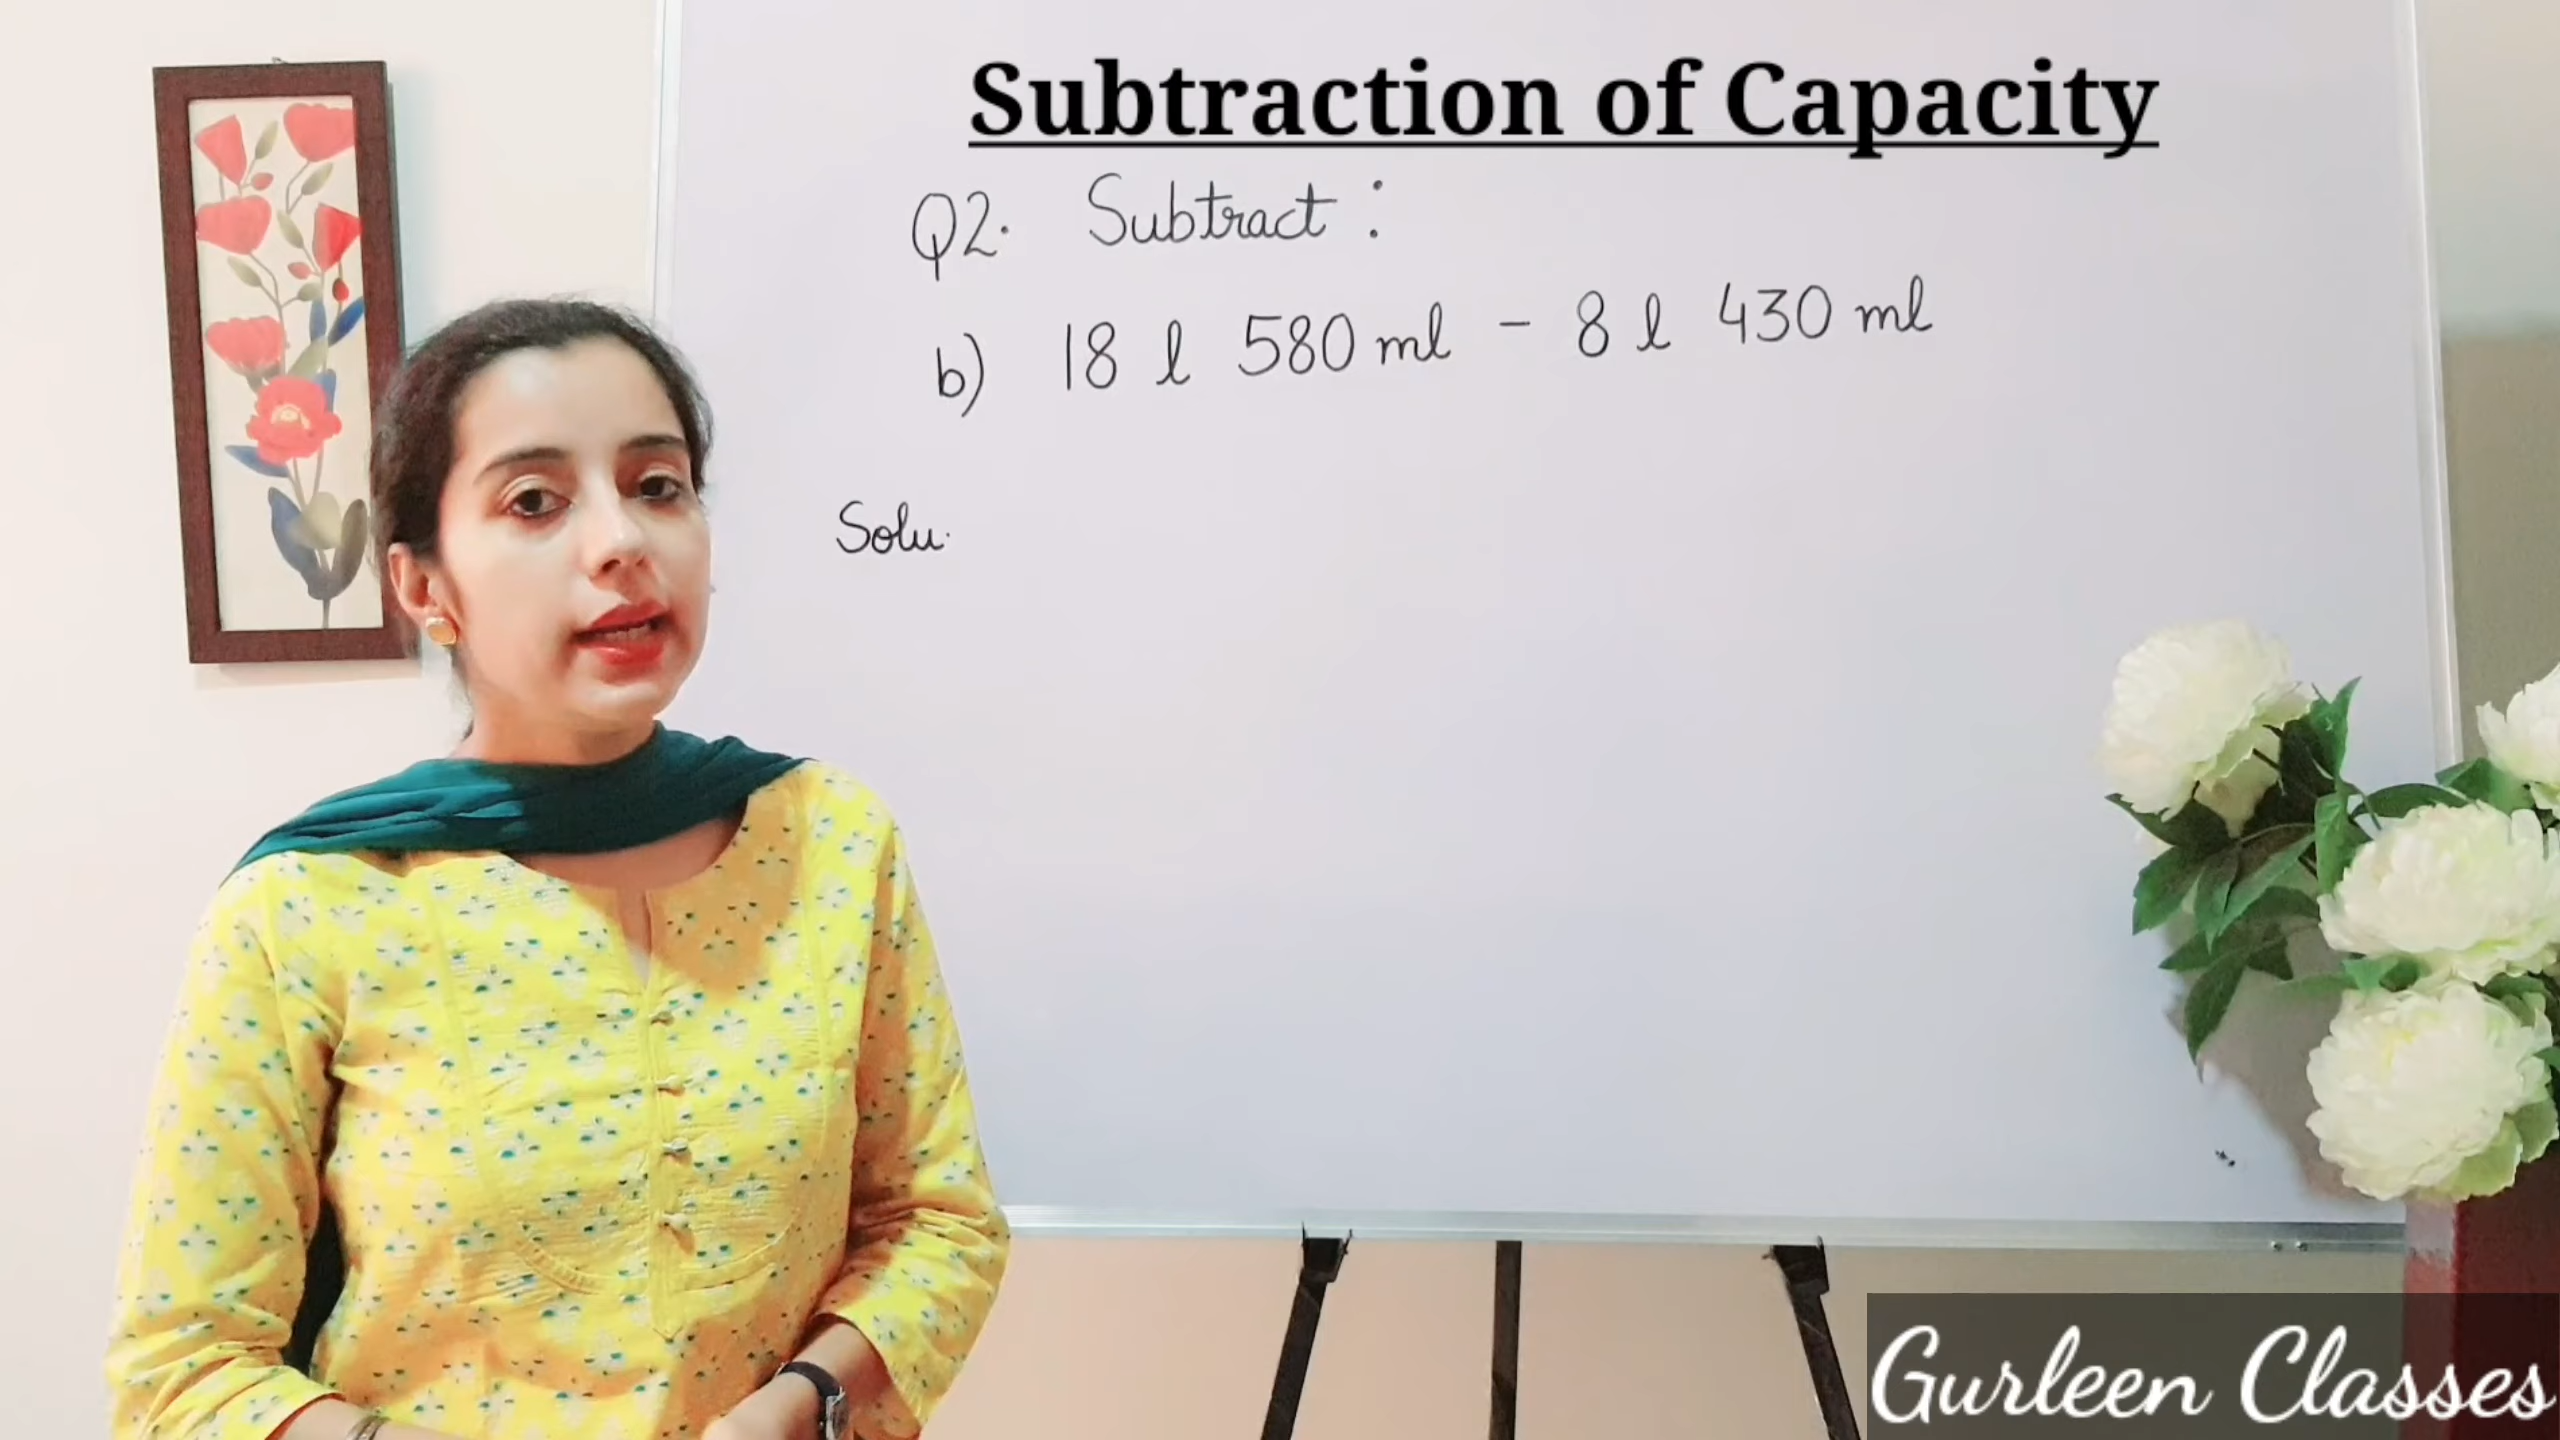 Subtraction of Capacity
Q2. Subtract :
b) 18 l 580 ml - 8 l 430 ml
Solu.
Gurleen Classes